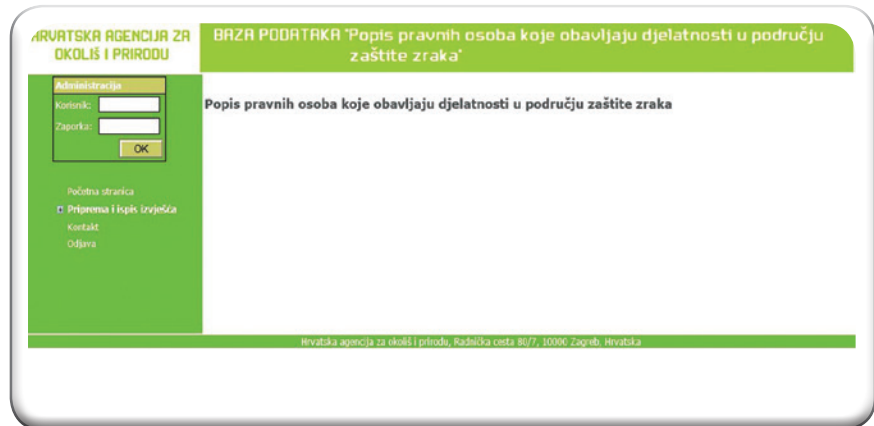 HRVATSKA AGENCIJA ZA
OKOLIŠ I PRIRODU
BAZA PODATAKA "Popis pravnih osoba koje obavljaju djelatnosti u području
zaštite zraka"
Administracija
Korisnik:
Zaporka:
OK
Popis pravnih osoba koje obavljaju djelatnosti u području zaštite zraka
Početna stranica
Priprema i ispis izvješća
Kontakt
Odjava
Hrvatska agencija za okoliš i prirodu, Radnička cesta 80/7, 10000 Zagreb, Hrvatska